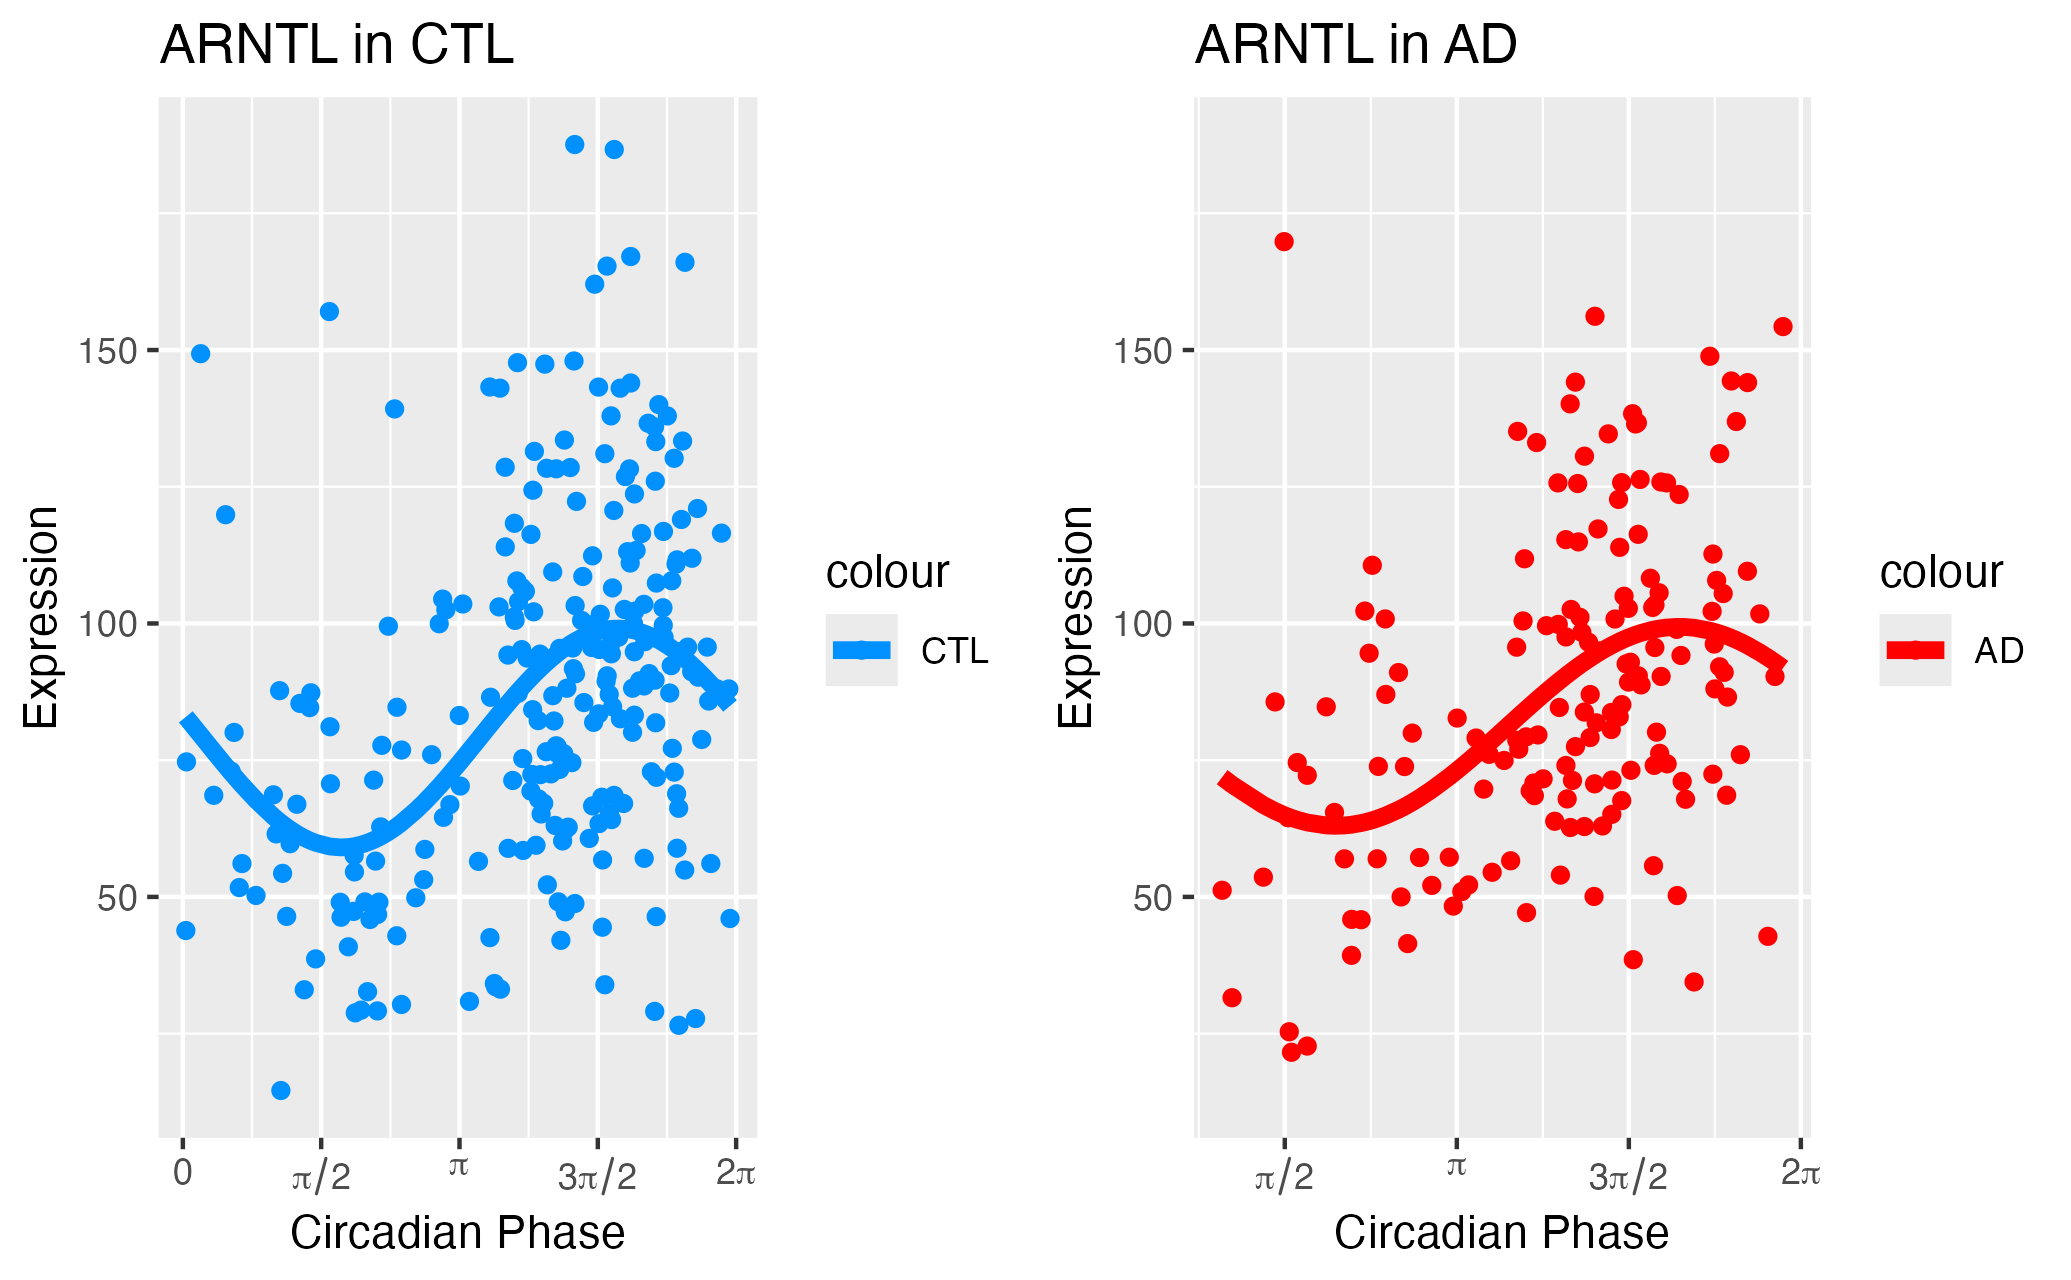 ARNTL in CTL
Expression
150
100
50
0 π/2 π 3π/2 2π
Circadian Phase
colour
CTL
ARNTL in AD
Expression
150
100
50
π/2 π 3π/2 2π
Circadian Phase
colour
AD